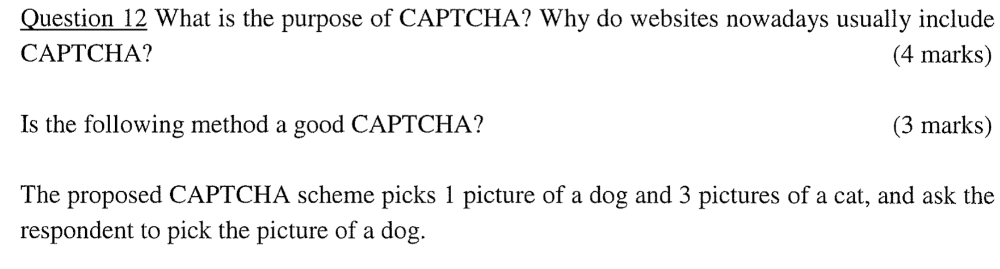 Question 12 What is the purpose of CAPTCHA? Why do websites nowadays usually include
CAPTCHA? (4 marks)
Is the following method a good CAPTCHA? (3 marks)
The proposed CAPTCHA scheme picks 1 picture of a dog and 3 pictures of a cat, and ask the
respondent to pick the picture of a dog.